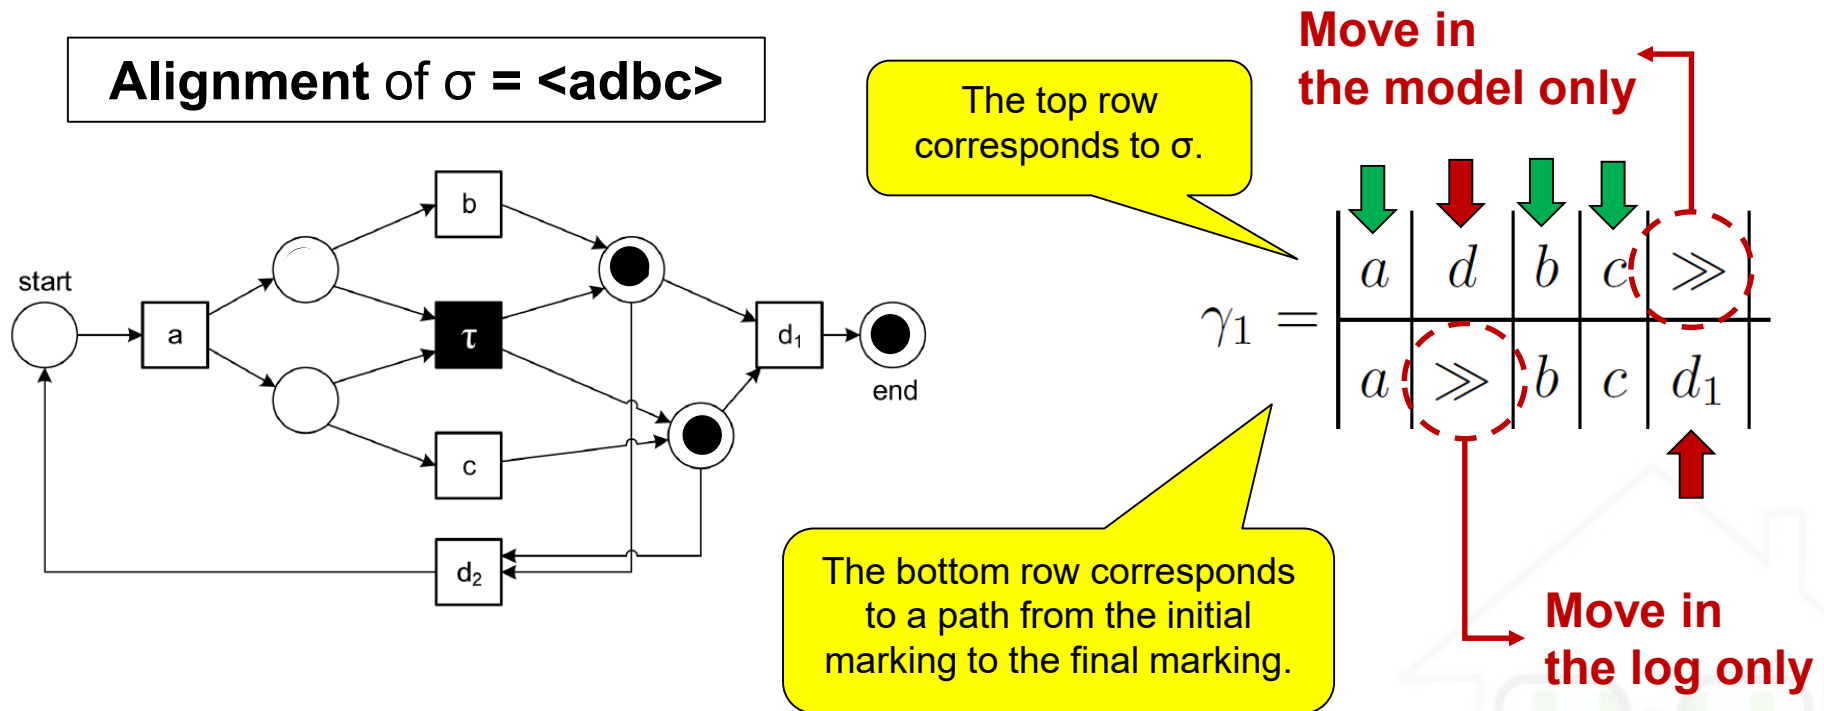 Alignment of σ = <adbc>
The top row
corresponds to σ.
Move in
the model only
start
a
b
τ
c
d₁
d₂
end
γ₁ =
a d b c ≫
a ≫ b c d₁
The bottom row corresponds
to a path from the initial
marking to the final marking.
Move in
the log only